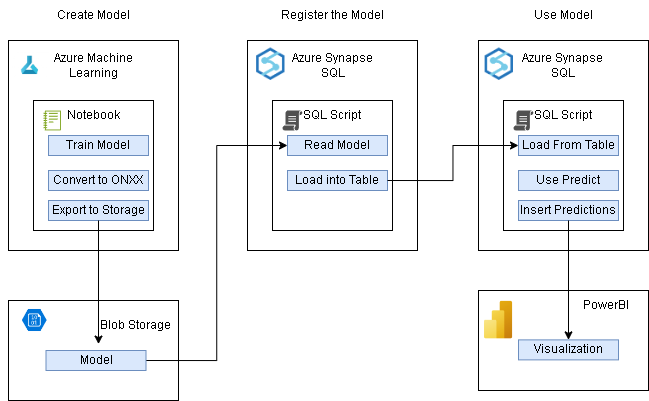 Create Model
Register the Model
Use Model
Azure Machine
Learning
Notebook
Train Model
Convert to ONXX
Export to Storage
Blob Storage
Model
Azure Synapse
SQL
SQL Script
Read Model
Load into Table
Azure Synapse
SQL
SQL Script
Load From Table
Use Predict
Insert Predictions
PowerBI
Visualization